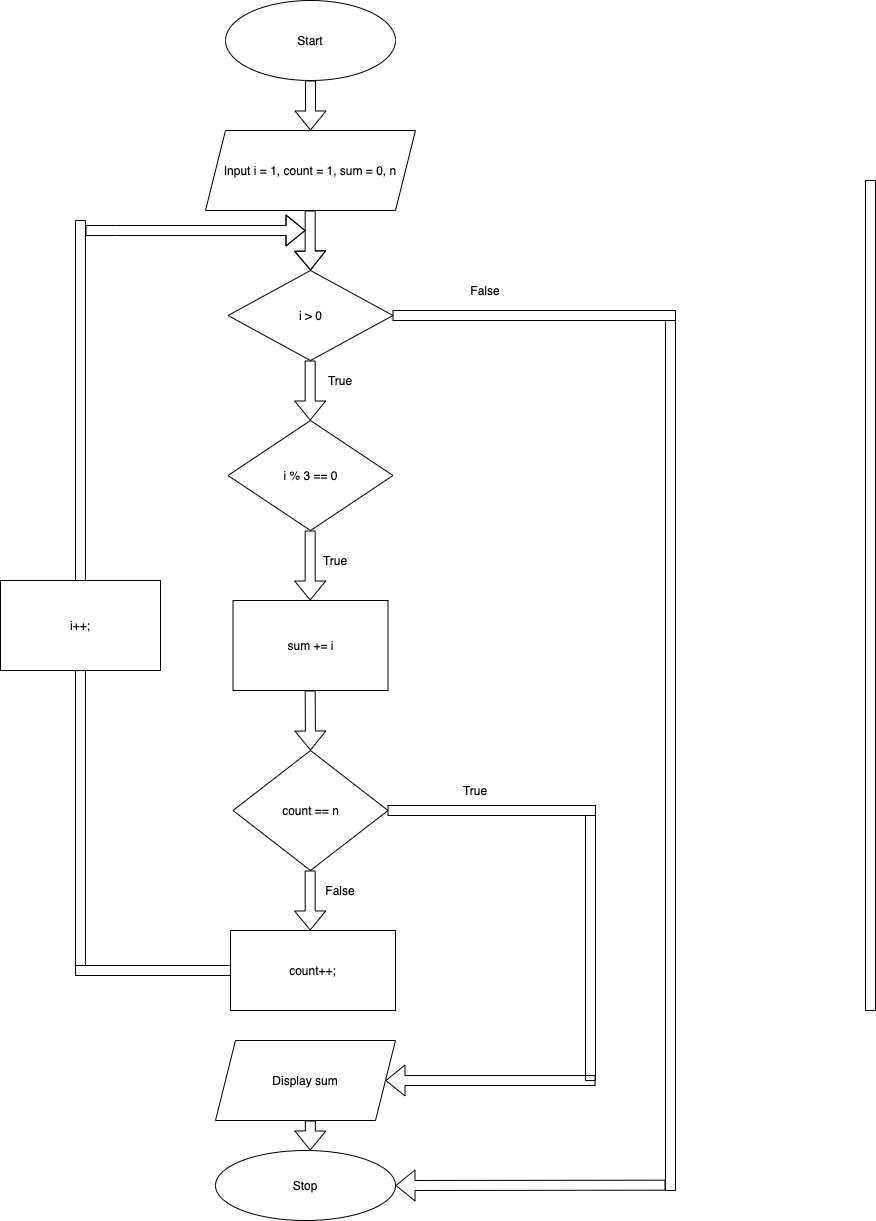 Start
Input i = 1, count = 1, sum = 0, n
i > 0
False
True
i % 3 == 0
True
i++;
sum += i
count == n
True
False
count++;
Display sum
Stop